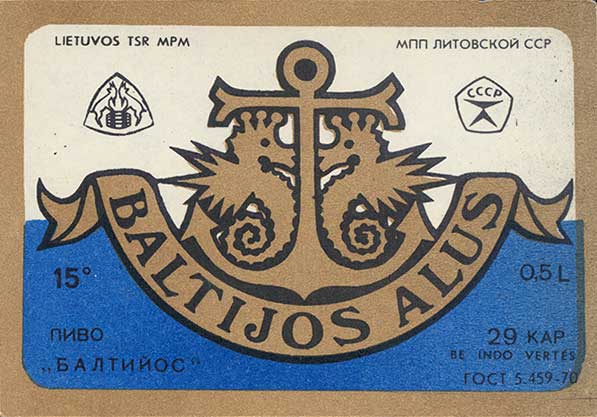 LIETUVOS TSR MPM
МПП ЛИТОВСКОЙ ССР
СССР
BALTIJOS ALUS
15°
0,5 L
ПИВО
„БАЛТИЙОС“
29 KAP
BE INDO VERTĖS
ГОСТ 5.459-70